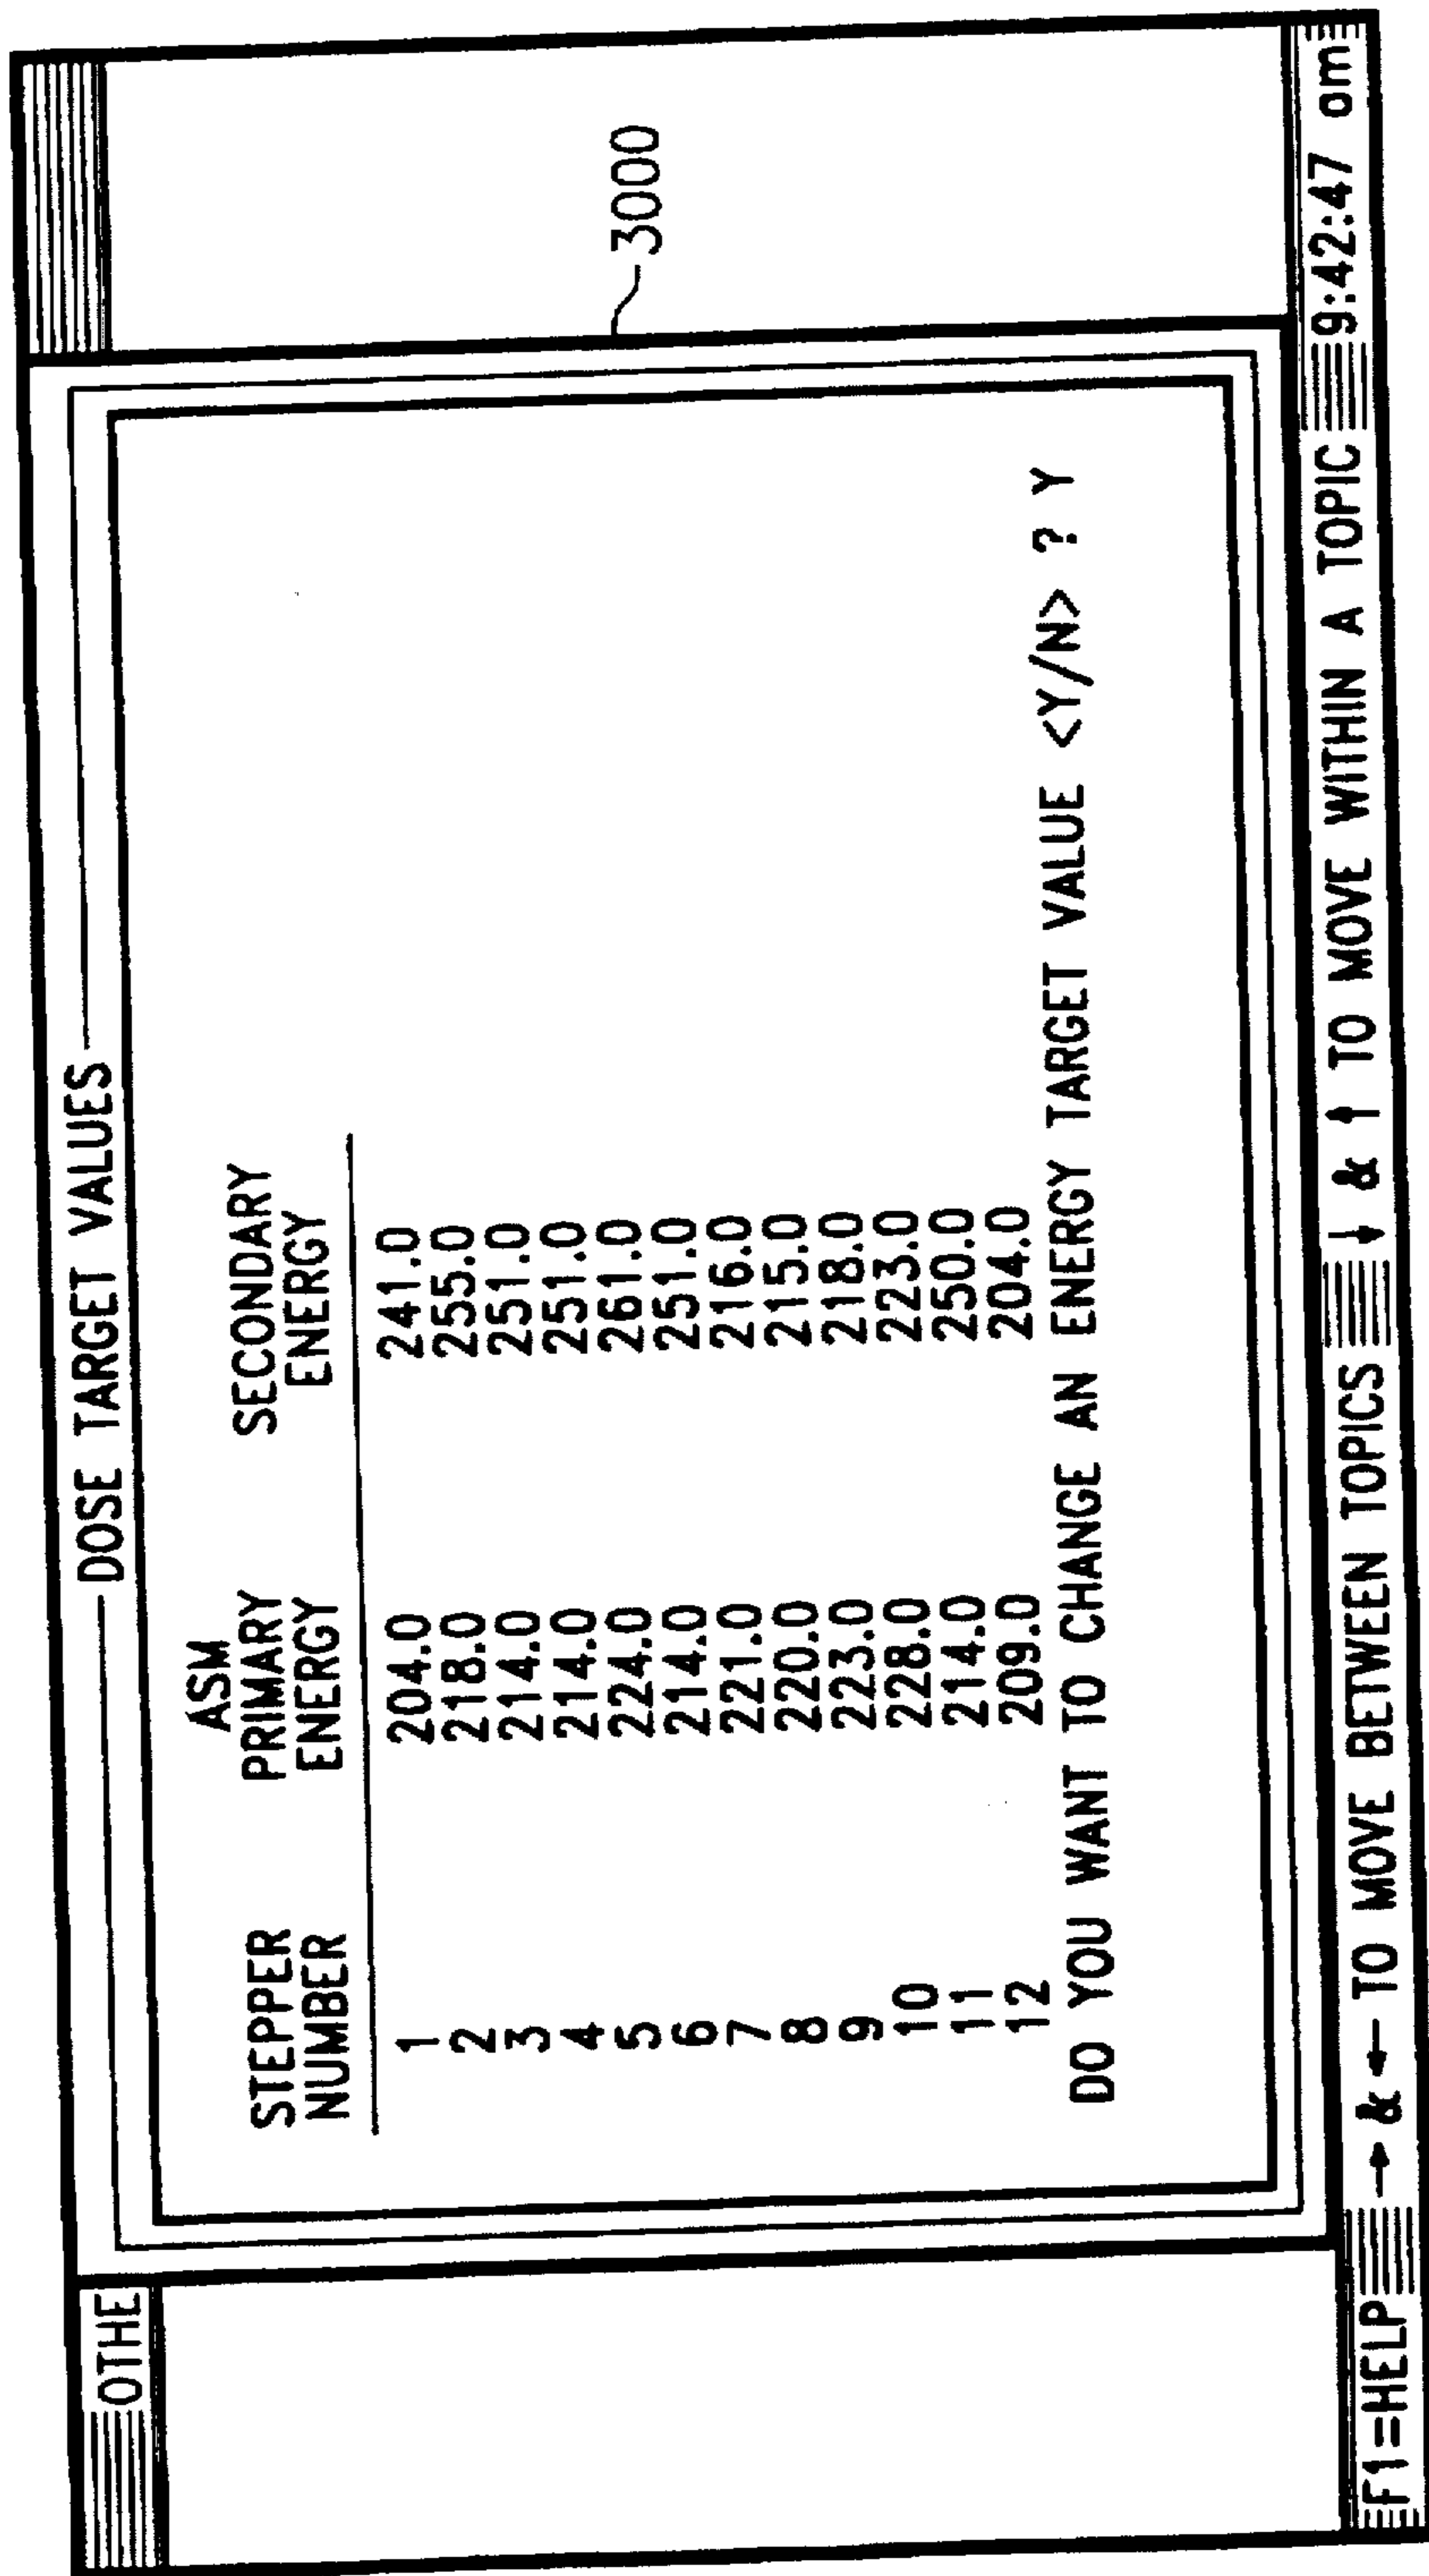 OTHE
DOSE TARGET VALUES
ASM
STEPPER PRIMARY SECONDARY
NUMBER ENERGY ENERGY
1 204.0 241.0
2 218.0 255.0
3 214.0 251.0
4 214.0 251.0
5 224.0 261.0
6 214.0 251.0
7 221.0 216.0
8 220.0 215.0
9 223.0 218.0
10 228.0 223.0
11 214.0 250.0
12 209.0 204.0
DO YOU WANT TO CHANGE AN ENERGY TARGET VALUE <Y/N> ? Y
3000
F1=HELP → & ← TO MOVE BETWEEN TOPICS ↓ & ↑ TO MOVE WITHIN A TOPIC 9:42:47 om